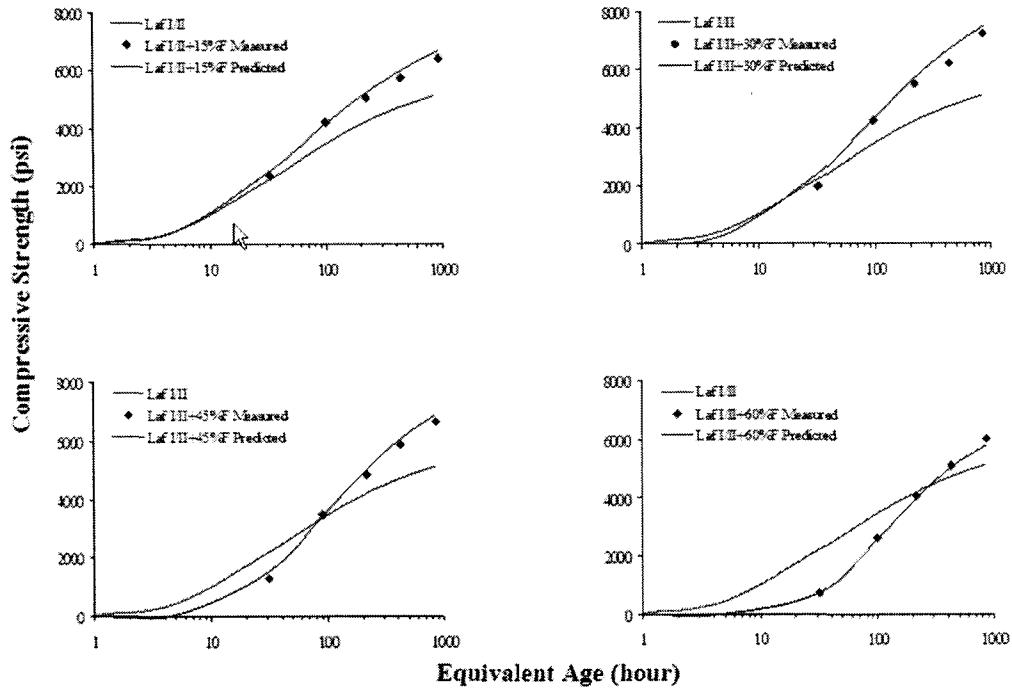 Compressive Strength (psi)
8000
6000
4000
2000
0
1
10
100
1000
Laf I/II
Laf I/II+15%F Measured
Laf I/II+15%F Predicted
8000
6000
4000
2000
0
1
10
100
1000
Laf I/II
Laf I/II+30%F Measured
Laf I/II+30%F Predicted
8000
6000
4000
2000
0
1
10
100
1000
Laf I/II
Laf I/II+45%F Measured
Laf I/II+45%F Predicted
8000
6000
4000
2000
0
1
10
100
1000
Laf I/II
Laf I/II+60%F Measured
Laf I/II+60%F Predicted
Equivalent Age (hour)